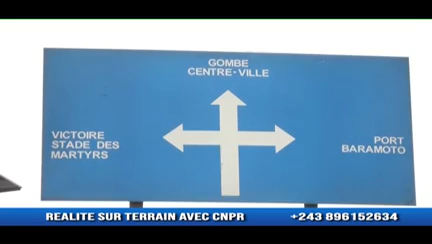 GOMBE
CENTRE-VILLE
VICTOIRE
STADE DES
MARTYRS
PORT
BARAMOTO
REALITE SUR TERRAIN AVEC CNPR
+243 896152634